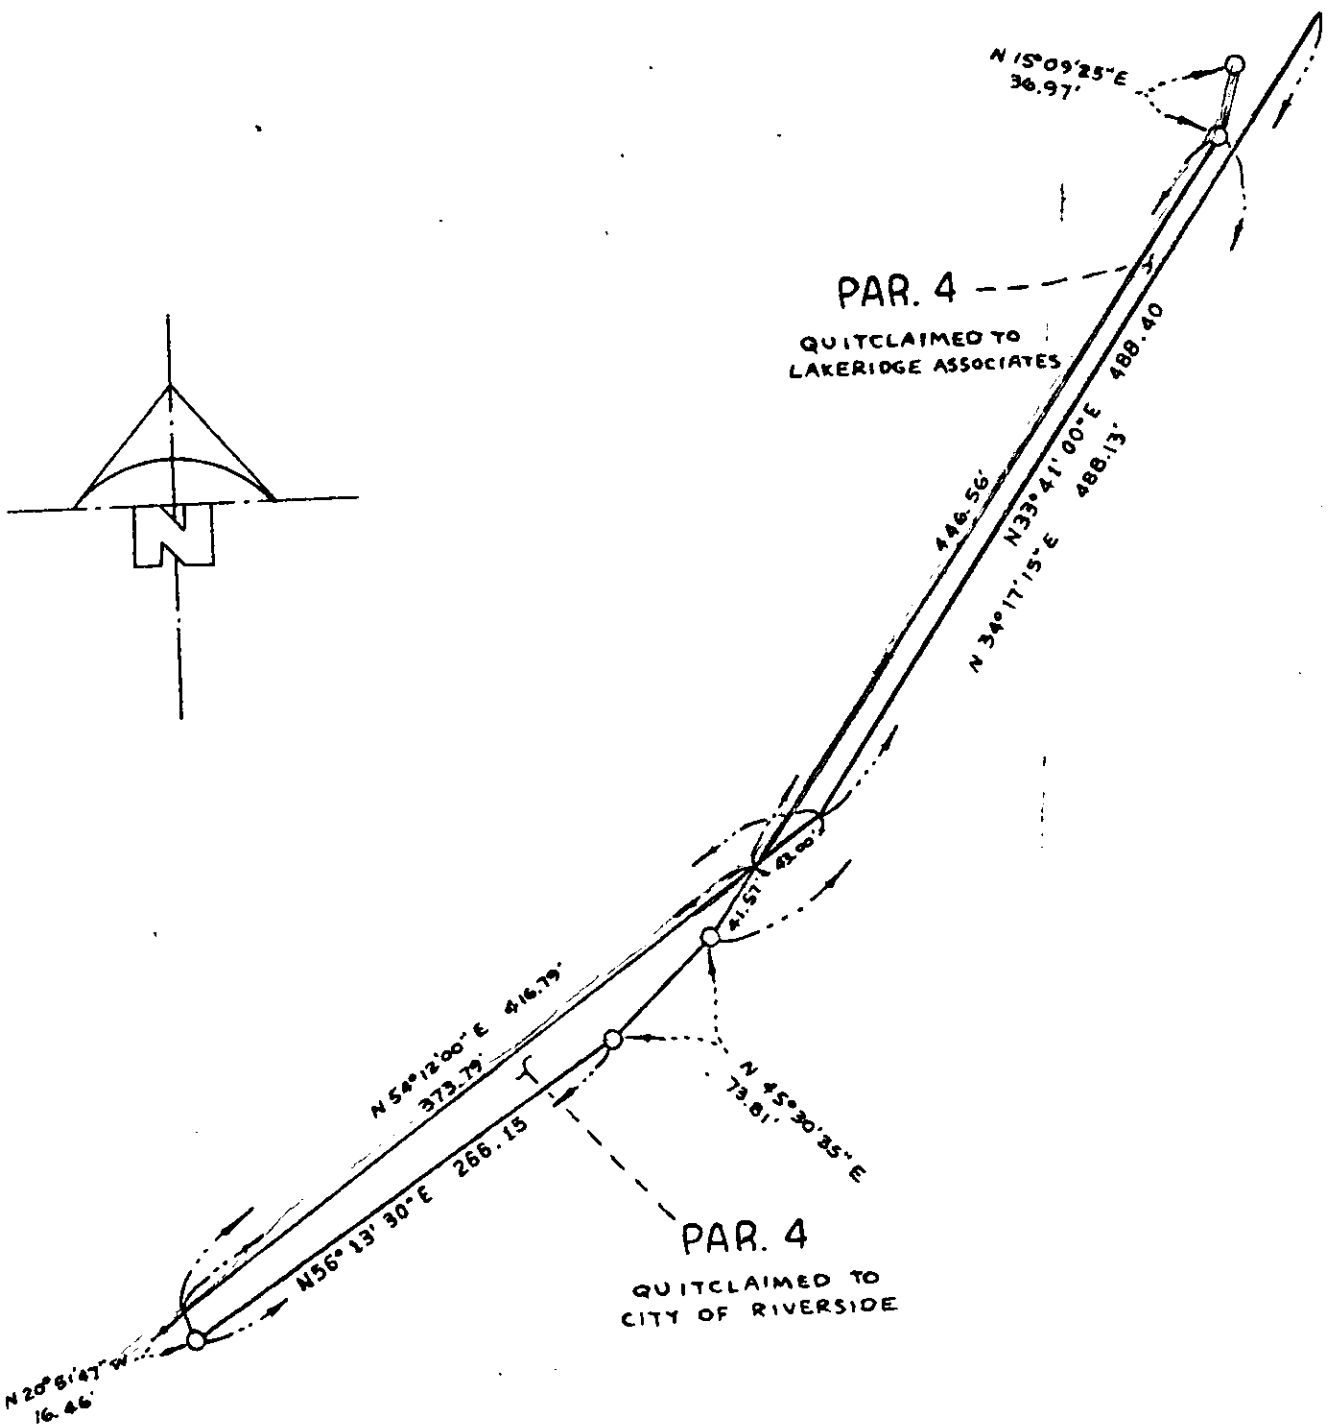 N 15°09'25"E
36.97'
PAR. 4
QUITCLAIMED TO
LAKERIDGE ASSOCIATES
446.56'
N33°41'00"E 488.40
N 34°17'15"E 488.13'
N
43.00'
41.57'
N 54°12'00"E 416.79'
373.79'
N 45°30'35"E
73.81'
N56°13'30"E 266.15
PAR. 4
QUITCLAIMED TO
CITY OF RIVERSIDE
N 20°51'47"W
16.46'